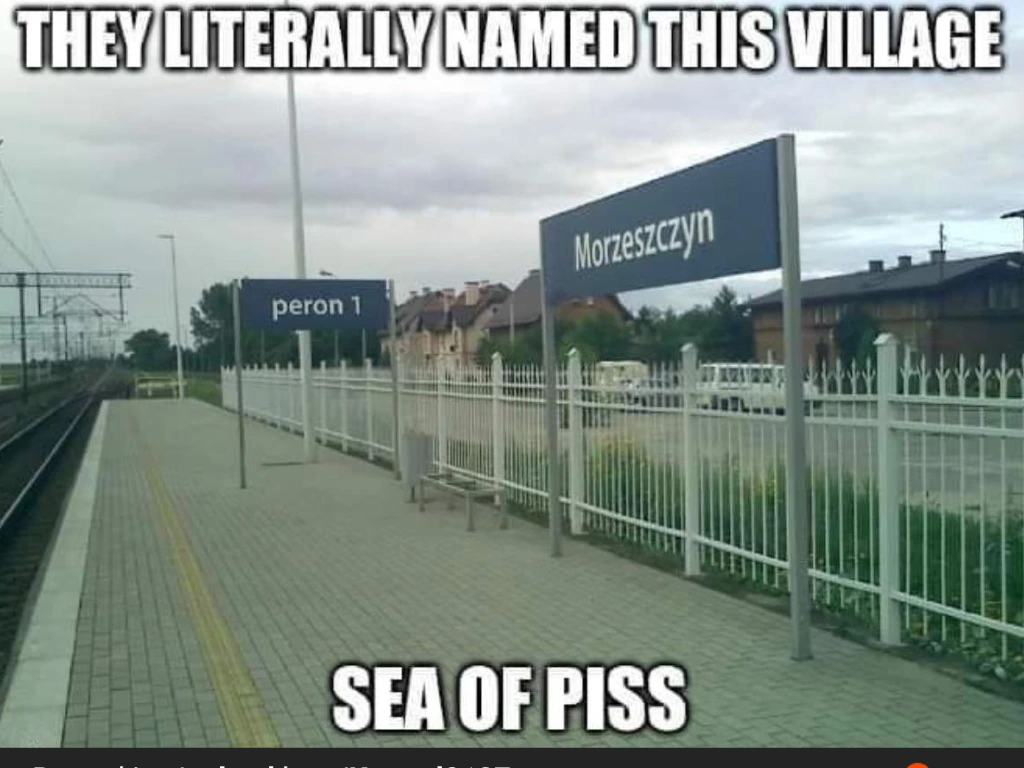 THEY LITERALLY NAMED THIS VILLAGE
Morzeszczyn
peron 1
SEA OF PISS